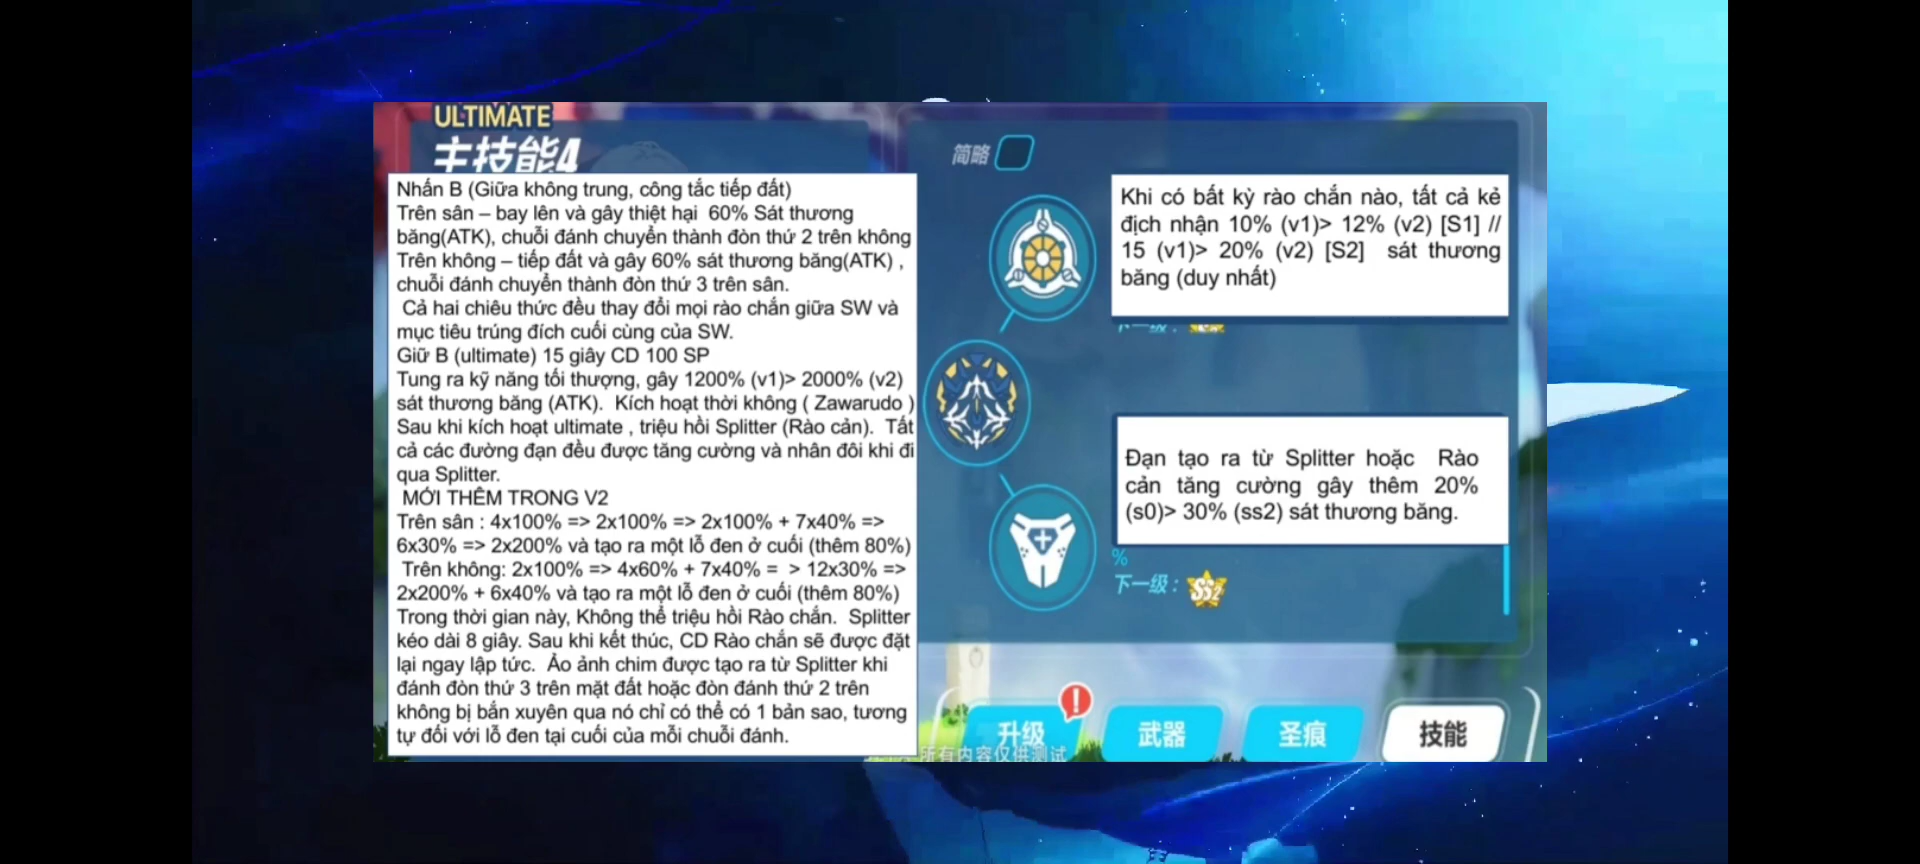 ULTIMATE
主技能4
Nhấn B (Giữa không trung, công tắc tiếp đất)
Trên sân – bay lên và gây thiệt hại  60% Sát thương
băng(ATK), chuỗi đánh chuyển thành đòn thứ 2 trên không
Trên không – tiếp đất và gây 60% sát thương băng(ATK) ,
chuỗi đánh chuyển thành đòn thứ 3 trên sân.
Cả hai chiêu thức đều thay đổi mọi rào chắn giữa SW và
mục tiêu trúng đích cuối cùng của SW.
Giữ B (ultimate) 15 giây CD 100 SP
Tung ra kỹ năng tối thượng, gây 1200% (v1)> 2000% (v2)
sát thương băng (ATK).  Kích hoạt thời không ( Zawarudo )
Sau khi kích hoạt ultimate , triệu hồi Splitter (Rào cản).  Tất
cả các đường đạn đều được tăng cường và nhân đôi khi đi
qua Splitter.
MỚI THÊM TRONG V2
Trên sân : 4x100% => 2x100% => 2x100% + 7x40% =>
6x30% => 2x200% và tạo ra một lỗ đen ở cuối (thêm 80%)
Trên không: 2x100% => 4x60% + 7x40% = > 12x30% =>
2x200% + 6x40% và tạo ra một lỗ đen ở cuối (thêm 80%)
Trong thời gian này, Không thể triệu hồi Rào chắn.  Splitter
kéo dài 8 giây. Sau khi kết thúc, CD Rào chắn sẽ được đặt
lại ngay lập tức.  Ảo ảnh chim được tạo ra từ Splitter khi
đánh đòn thứ 3 trên mặt đất hoặc đòn đánh thứ 2 trên
không bị bắn xuyên qua nó chỉ có thể có 1 bản sao, tương
tự đối với lỗ đen tại cuối của mỗi chuỗi đánh.
简略
Khi có bất kỳ rào chắn nào, tất cả kẻ
địch nhận 10% (v1)> 12% (v2) [S1] //
15 (v1)> 20% (v2) [S2]  sát thương
băng (duy nhất)
下一级：
Đạn tạo ra từ Splitter hoặc  Rào
cản tăng cường gây thêm 20%
(s0)> 30% (ss2) sát thương băng.
%
下一级：SS2
升级
武器
圣痕
技能
所有内容仅供测试